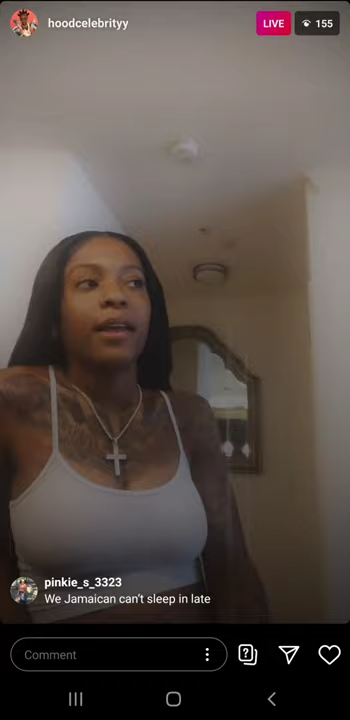 hoodcelebrityy
LIVE
155
pinkie_s_3323
We Jamaican can't sleep in late
Comment